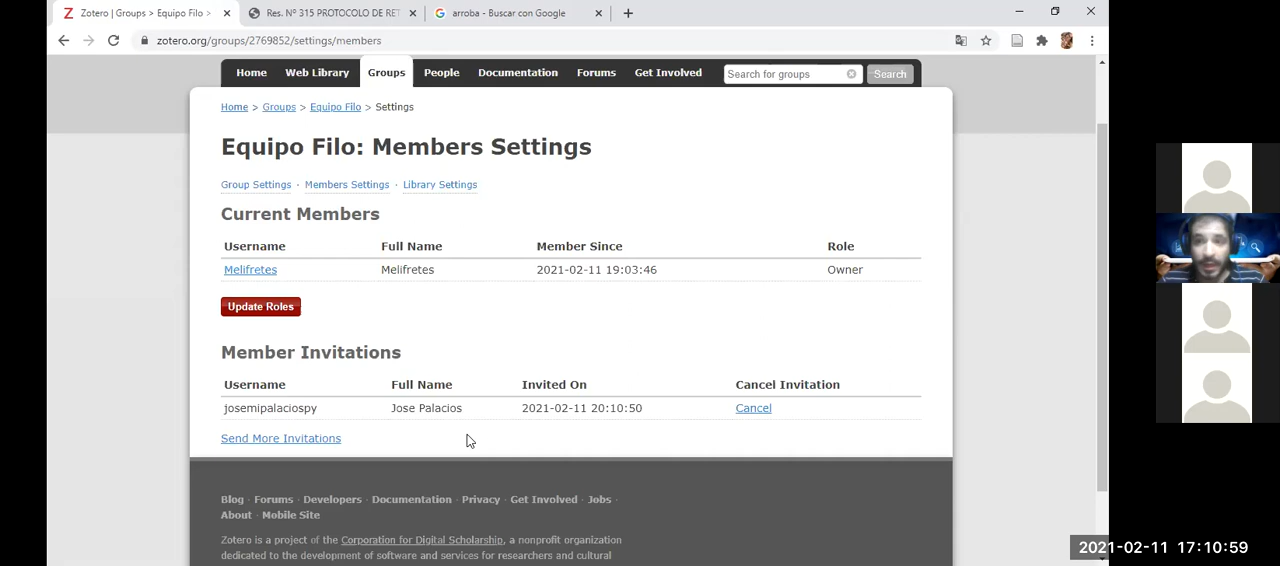 Zotero | Groups > Equipo Filo >
Res. Nº 315 PROTOCOLO DE RET
arroba - Buscar con Google
zotero.org/groups/2769852/settings/members
Home Web Library Groups People Documentation Forums Get Involved Search for groups Search
Home > Groups > Equipo Filo > Settings
Equipo Filo: Members Settings
Group Settings · Members Settings · Library Settings
Current Members
Username Full Name Member Since Role
Melifretes Melifretes 2021-02-11 19:03:46 Owner
Update Roles
Member Invitations
Username Full Name Invited On Cancel Invitation
josemipalaciospy Jose Palacios 2021-02-11 20:10:50 Cancel
Send More Invitations
Blog · Forums · Developers · Documentation · Privacy · Get Involved · Jobs ·
About · Mobile Site
Zotero is a project of the Corporation for Digital Scholarship, a nonprofit organization
dedicated to the development of software and services for researchers and cultural
2021-02-11 17:10:59